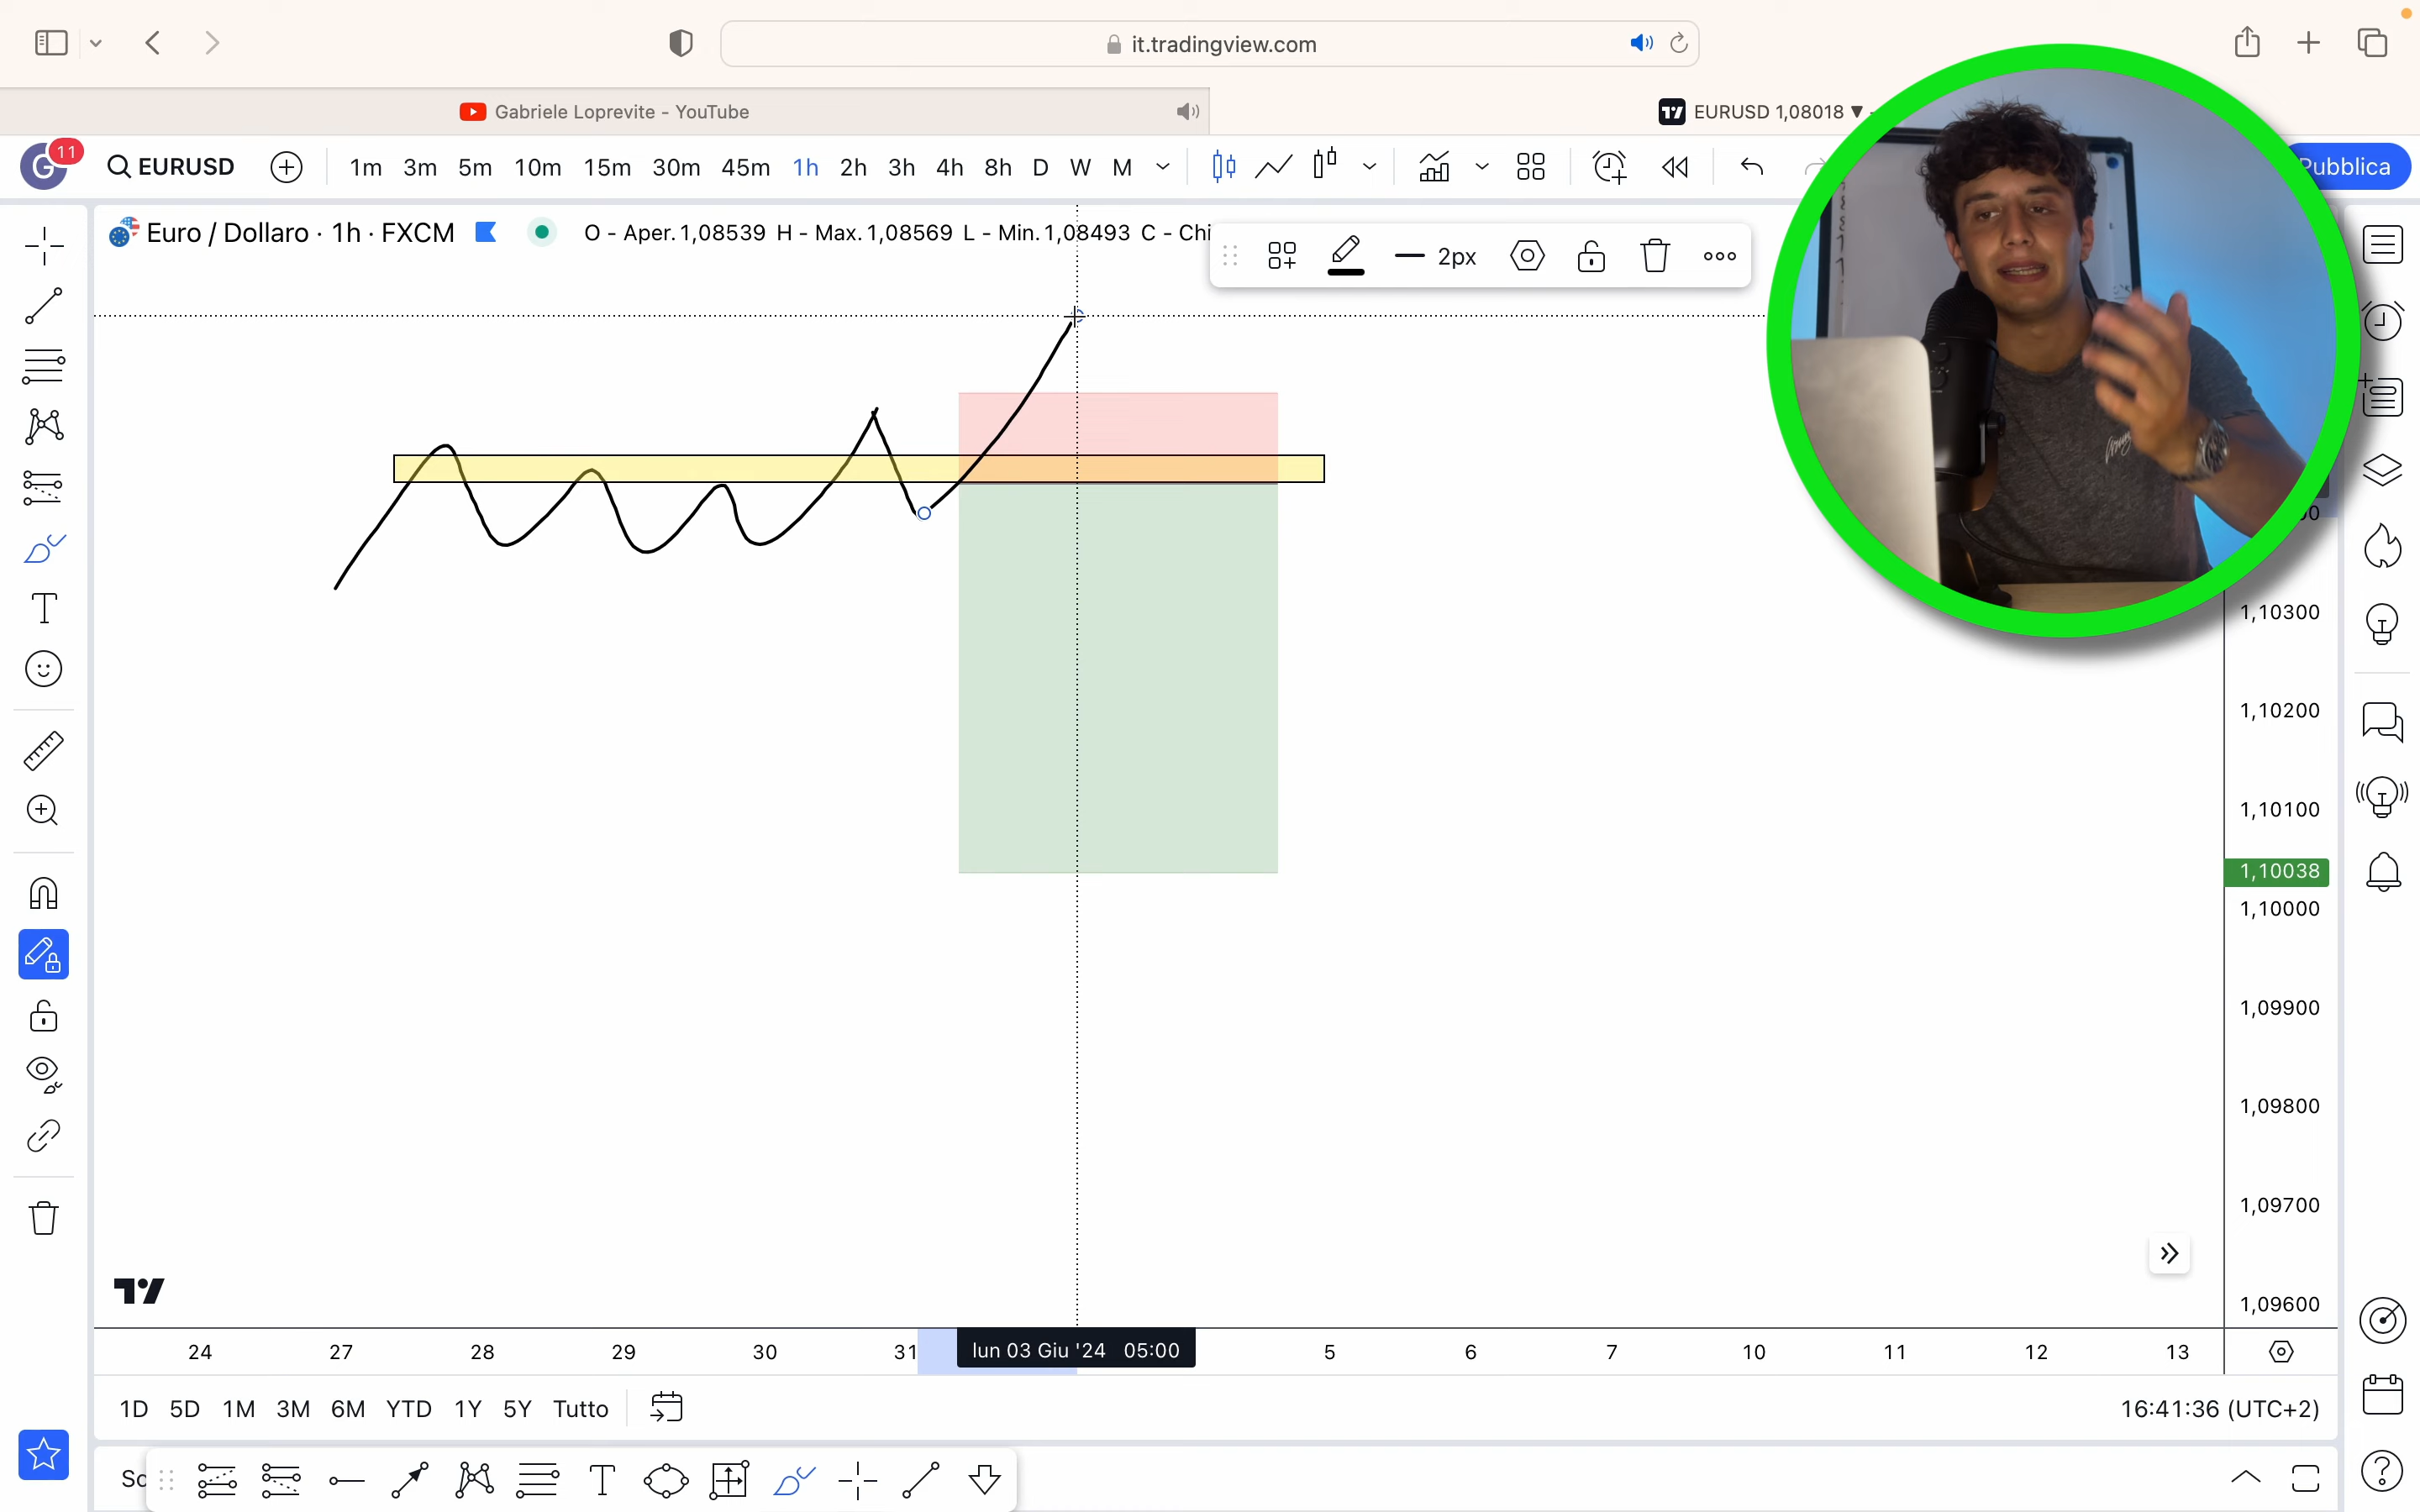 it.tradingview.com
Gabriele Loprevite - YouTube
EURUSD 1,08018 ▼
G 11 EURUSD 1m 3m 5m 10m 15m 30m 45m 1h 2h 3h 4h 8h D W M Pubblica
Euro / Dollaro · 1h · FXCM O - Aper. 1,08539 H - Max. 1,08569 L - Min. 1,08493 C - Chi
2px
1,10300
1,10200
1,10100
1,10038
1,10000
1,09900
1,09800
1,09700
1,09600
24 27 28 29 30 31 lun 03 Giu '24 05:00 5 6 7 10 11 12 13
1D 5D 1M 3M 6M YTD 1Y 5Y Tutto 16:41:36 (UTC+2)